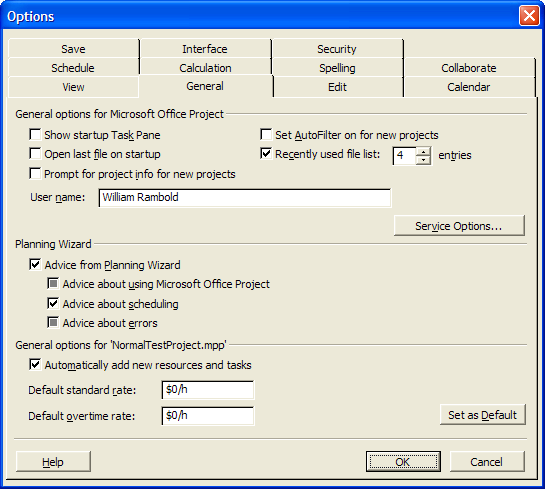 Options
Save Interface Security
Schedule Calculation Spelling Collaborate
View General Edit Calendar
General options for Microsoft Office Project
Show startup Task Pane Set AutoFilter on for new projects
Open last file on startup Recently used file list: 4 entries
Prompt for project info for new projects
User name: William Rambold
Service Options...
Planning Wizard
Advice from Planning Wizard
Advice about using Microsoft Office Project
Advice about scheduling
Advice about errors
General options for 'NormalTestProject.mpp'
Automatically add new resources and tasks
Default standard rate: $0/h
Default overtime rate: $0/h Set as Default
Help OK Cancel